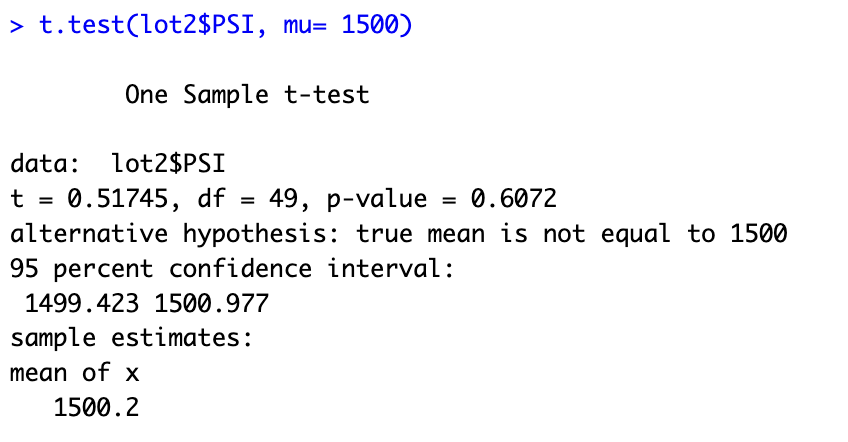 > t.test(lot2$PSI, mu= 1500)
One Sample t-test
data:  lot2$PSI
t = 0.51745, df = 49, p-value = 0.6072
alternative hypothesis: true mean is not equal to 1500
95 percent confidence interval:
1499.423 1500.977
sample estimates:
mean of x
1500.2